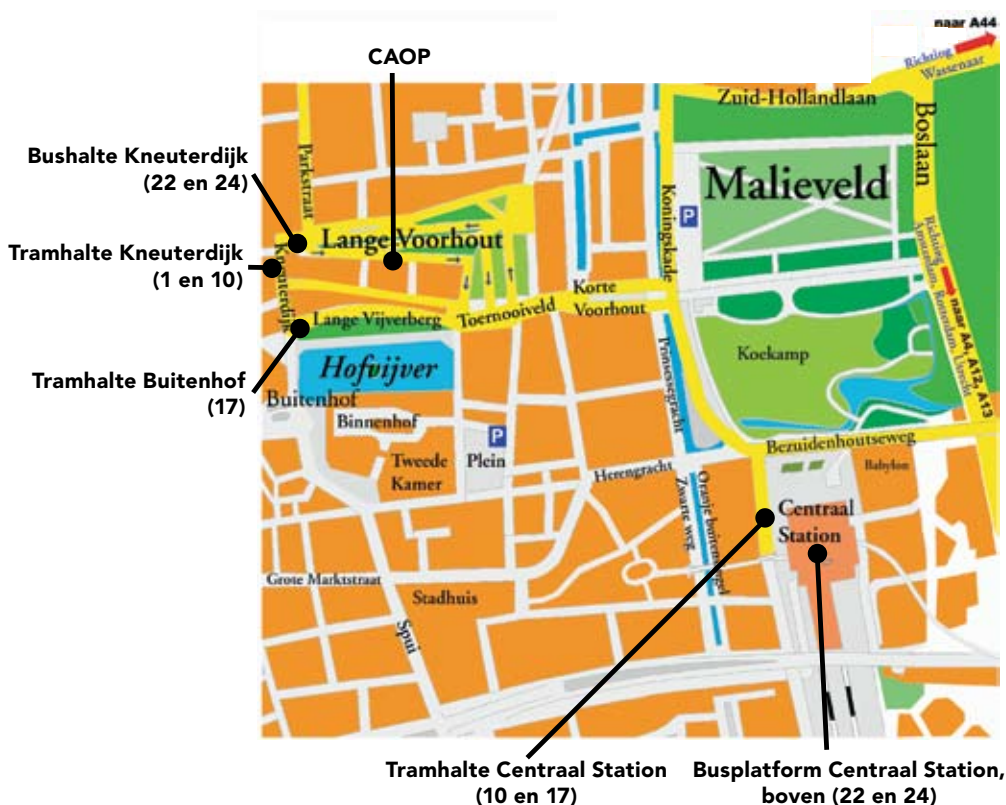 naar A44
Richting
Wassenaar
CAOP
Zuid-Hollandlaan
Boslaan
Bushalte Kneuterdijk
(22 en 24)
Parkstraat
Malieveld
P
Koningskade
Lange Voorhout
Tramhalte Kneuterdijk
(1 en 10)
Kneuterdijk
Richting
Amsterdam, Rotterdam, Utrecht
naar A4, A12, A13
Korte
Voorhout
Toernooiveld
Lange Vijverberg
Koekamp
Prinsessegracht
Hofvijver
Tramhalte Buitenhof
(17)
Buitenhof
Binnenhof
P
Bezuidenhoutseweg
Tweede
Kamer
Plein
Herengracht
Babylon
Oranje buitensingel
Zwarte weg
Centraal
Station
Grote Marktstraat
Stadhuis
Spui
Tramhalte Centraal Station
(10 en 17)
Busplatform Centraal Station,
boven (22 en 24)